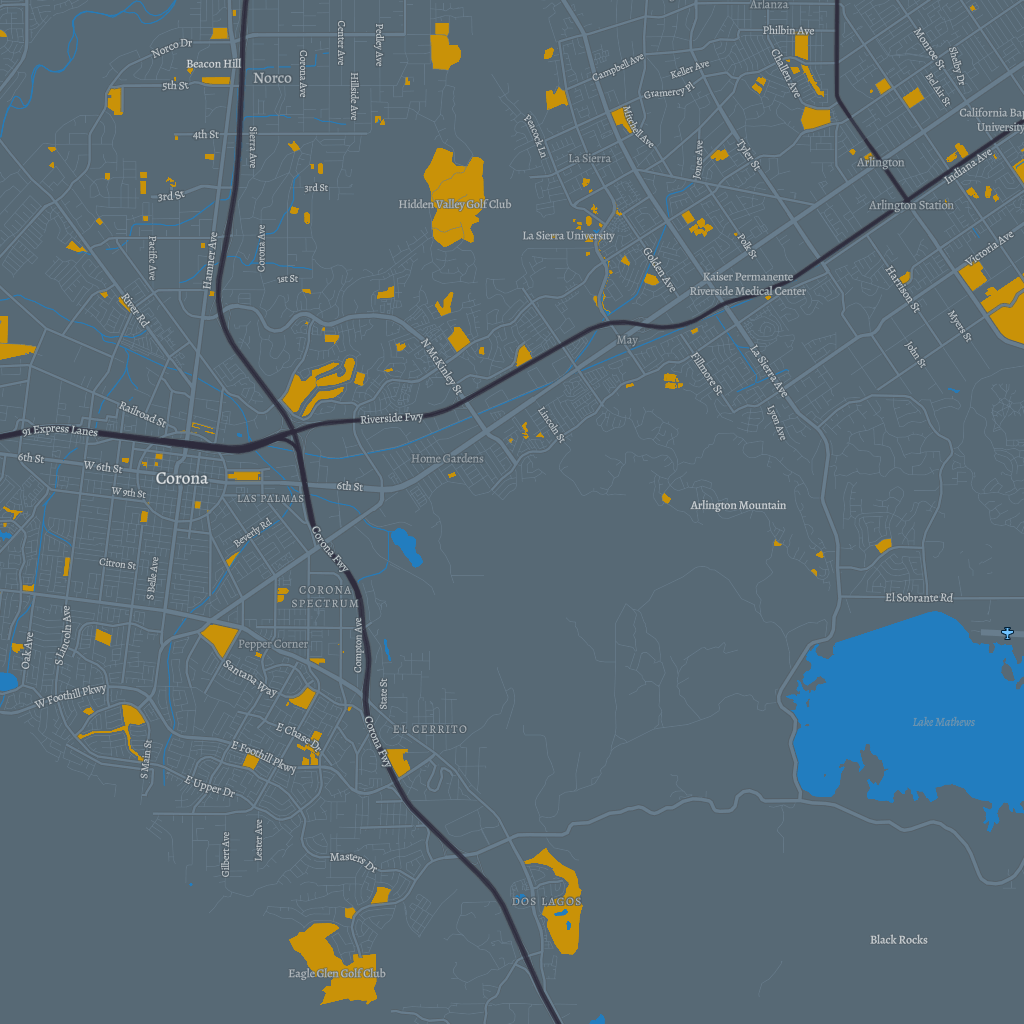 Arlanza
Philbin Ave
Norco Dr
Center Ave
Pedley Ave
Monroe St
Shelby Dr
Beacon Hill
Norco
Corona Ave
Hillside Ave
Campbell Ave
Keller Ave
Challen Ave
5th St
Gramercy Pl
Bel Air St
California Bap
University
4th St
Sierra Ave
Peacock Ln
Mitchell Ave
Jones Ave
Tyler St
La Sierra
Arlington
Indiana Ave
3rd St
3rd St
Hidden Valley Golf Club
Arlington Station
Pacific Ave
Hamner Ave
Corona Ave
La Sierra University
Polk St
Victoria Ave
1st St
Golden Ave
Kaiser Permanente
Riverside Medical Center
Harrison St
River Rd
Myers St
May
N McKinley St
Fillmore St
La Sierra Ave
John St
Railroad St
Riverside Fwy
Lincoln St
Lyon Ave
91 Express Lanes
6th St
W 6th St
Home Gardens
Corona
6th St
W 9th St
LAS PALMAS
Arlington Mountain
Beverly Rd
Corona Fwy
Citron St
S Belle Ave
CORONA
SPECTRUM
El Sobrante Rd
Oak Ave
S Lincoln Ave
Pepper Corner
Compton Ave
Santana Way
State St
W Foothill Pkwy
Lake Mathews
EL CERRITO
E Chase Dr
Corona Fwy
S Main St
E Foothill Pkwy
E Upper Dr
Gilbert Ave
Lester Ave
Masters Dr
DOS LAGOS
Black Rocks
Eagle Glen Golf Club